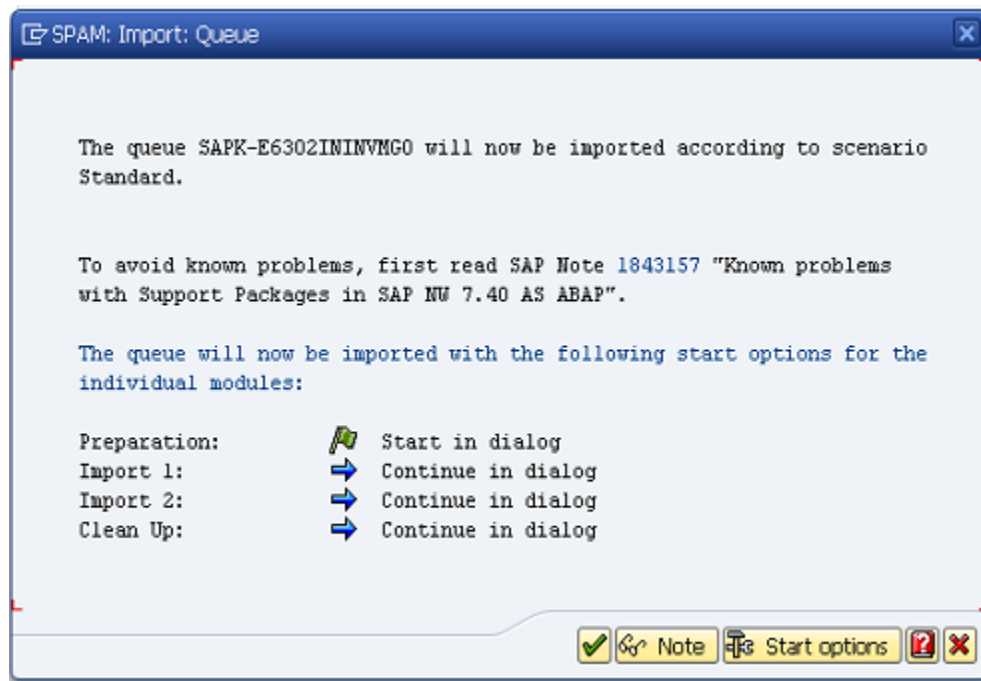 SPAM: Import: Queue
The queue SAPK-E6302ININVMGO will now be imported according to scenario
Standard.
To avoid known problems, first read SAP Note 1843157 "Known problems
with Support Packages in SAP NW 7.40 AS ABAP".
The queue will now be imported with the following start options for the
individual modules:
Preparation: Start in dialog
Import 1: Continue in dialog
Import 2: Continue in dialog
Clean Up: Continue in dialog
Note Start options